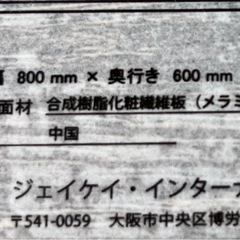 800 mm × 奥行き 600 mm
面材 合成樹脂化粧繊維板（メラミ
中国
ジェイケイ・インターナ
〒541-0059 大阪市中央区博労